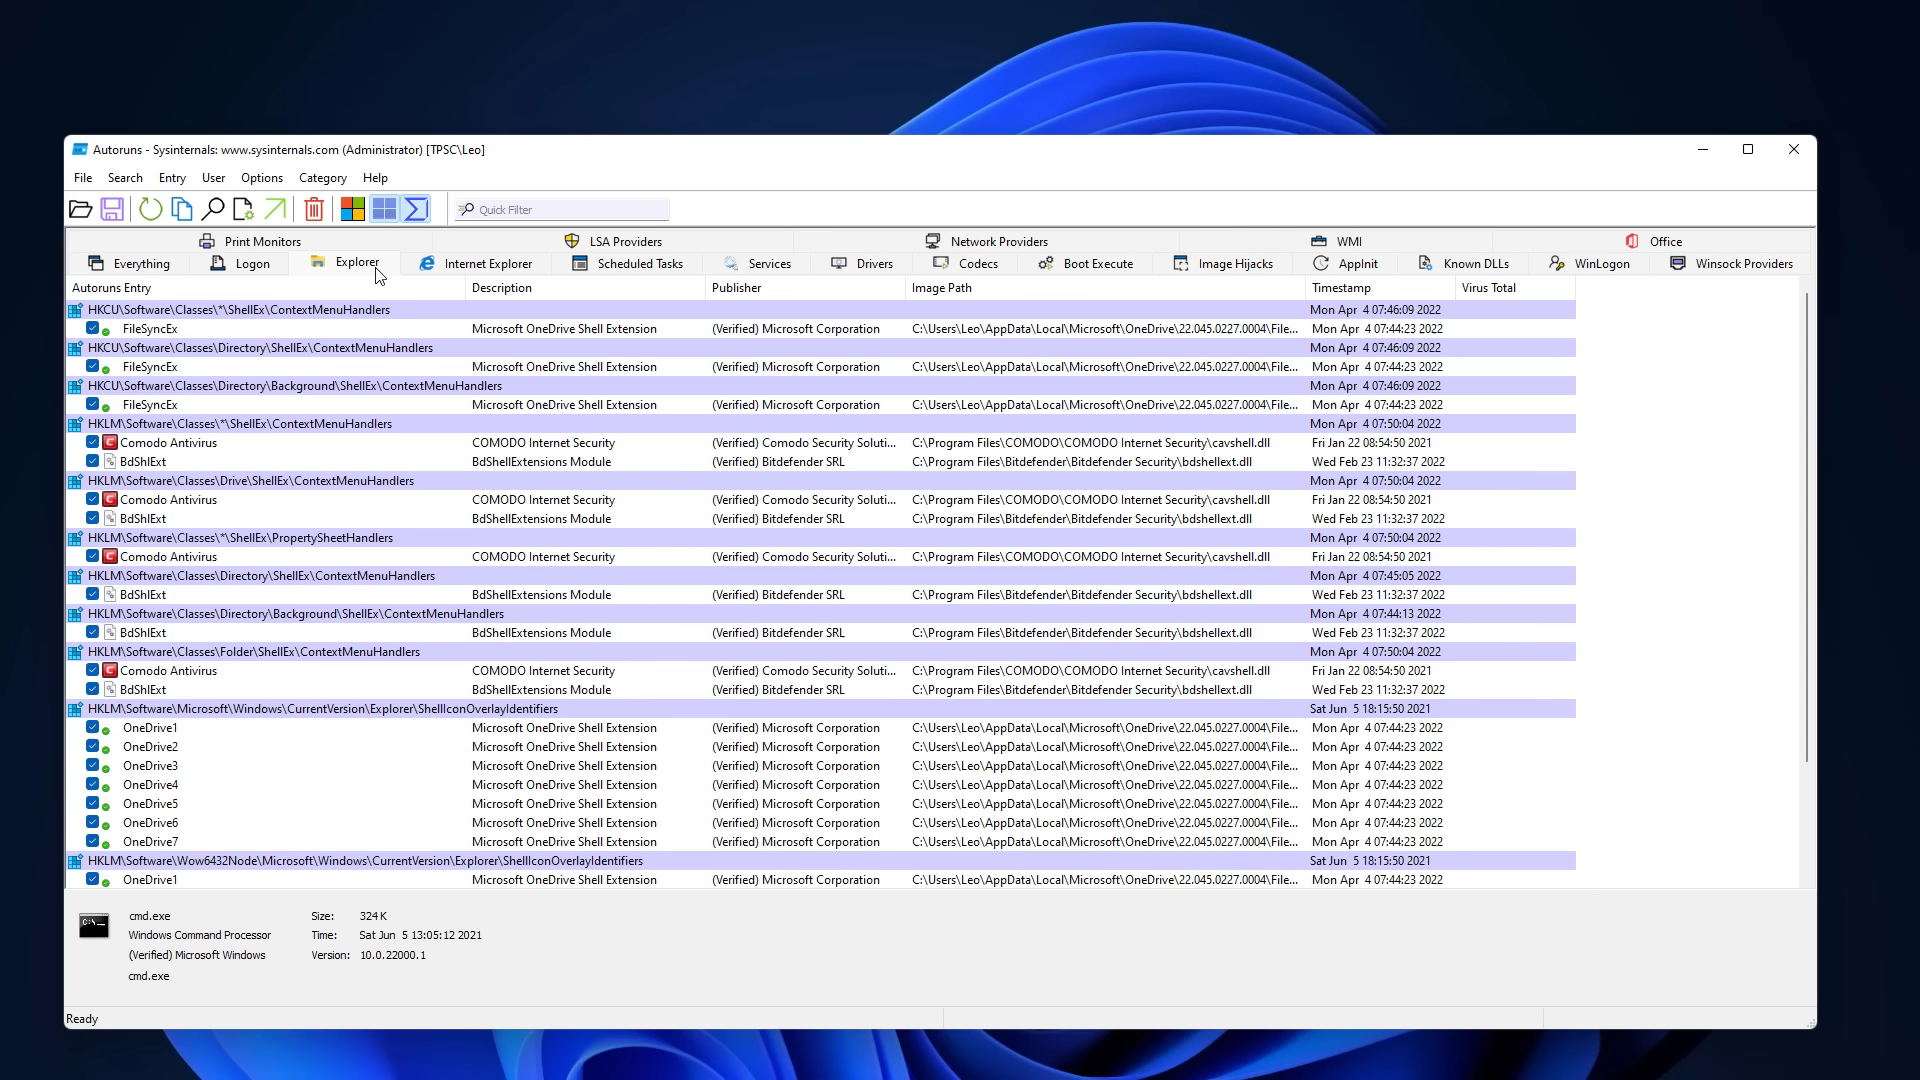 Autoruns - Sysinternals: www.sysinternals.com (Administrator) [TPSC\Leo]
File Search Entry User Options Category Help
Quick Filter
Print Monitors LSA Providers Network Providers WMI Office
Everything Logon Explorer Internet Explorer Scheduled Tasks Services Drivers Codecs Boot Execute Image Hijacks AppInit Known DLLs WinLogon Winsock Providers
Autoruns Entry Description Publisher Image Path Timestamp Virus Total
HKCU\Software\Classes\*\ShellEx\ContextMenuHandlers Mon Apr 4 07:46:09 2022
FileSyncEx Microsoft OneDrive Shell Extension (Verified) Microsoft Corporation C:\Users\Leo\AppData\Local\Microsoft\OneDrive\22.045.0227.0004\File... Mon Apr 4 07:44:23 2022
HKCU\Software\Classes\Directory\ShellEx\ContextMenuHandlers Mon Apr 4 07:46:09 2022
FileSyncEx Microsoft OneDrive Shell Extension (Verified) Microsoft Corporation C:\Users\Leo\AppData\Local\Microsoft\OneDrive\22.045.0227.0004\File... Mon Apr 4 07:44:23 2022
HKCU\Software\Classes\Directory\Background\ShellEx\ContextMenuHandlers Mon Apr 4 07:46:09 2022
FileSyncEx Microsoft OneDrive Shell Extension (Verified) Microsoft Corporation C:\Users\Leo\AppData\Local\Microsoft\OneDrive\22.045.0227.0004\File... Mon Apr 4 07:44:23 2022
HKLM\Software\Classes\*\ShellEx\ContextMenuHandlers Mon Apr 4 07:50:04 2022
Comodo Antivirus COMODO Internet Security (Verified) Comodo Security Soluti... C:\Program Files\COMODO\COMODO Internet Security\cavshell.dll Fri Jan 22 08:54:50 2021
BdShlExt BdShellExtensions Module (Verified) Bitdefender SRL C:\Program Files\Bitdefender\Bitdefender Security\bdshellext.dll Wed Feb 23 11:32:37 2022
HKLM\Software\Classes\Drive\ShellEx\ContextMenuHandlers Mon Apr 4 07:50:04 2022
Comodo Antivirus COMODO Internet Security (Verified) Comodo Security Soluti... C:\Program Files\COMODO\COMODO Internet Security\cavshell.dll Fri Jan 22 08:54:50 2021
BdShlExt BdShellExtensions Module (Verified) Bitdefender SRL C:\Program Files\Bitdefender\Bitdefender Security\bdshellext.dll Wed Feb 23 11:32:37 2022
HKLM\Software\Classes\*\ShellEx\PropertySheetHandlers Mon Apr 4 07:50:04 2022
Comodo Antivirus COMODO Internet Security (Verified) Comodo Security Soluti... C:\Program Files\COMODO\COMODO Internet Security\cavshell.dll Fri Jan 22 08:54:50 2021
HKLM\Software\Classes\Directory\ShellEx\ContextMenuHandlers Mon Apr 4 07:45:05 2022
BdShlExt BdShellExtensions Module (Verified) Bitdefender SRL C:\Program Files\Bitdefender\Bitdefender Security\bdshellext.dll Wed Feb 23 11:32:37 2022
HKLM\Software\Classes\Directory\Background\ShellEx\ContextMenuHandlers Mon Apr 4 07:44:13 2022
BdShlExt BdShellExtensions Module (Verified) Bitdefender SRL C:\Program Files\Bitdefender\Bitdefender Security\bdshellext.dll Wed Feb 23 11:32:37 2022
HKLM\Software\Classes\Folder\ShellEx\ContextMenuHandlers Mon Apr 4 07:50:04 2022
Comodo Antivirus COMODO Internet Security (Verified) Comodo Security Soluti... C:\Program Files\COMODO\COMODO Internet Security\cavshell.dll Fri Jan 22 08:54:50 2021
BdShlExt BdShellExtensions Module (Verified) Bitdefender SRL C:\Program Files\Bitdefender\Bitdefender Security\bdshellext.dll Wed Feb 23 11:32:37 2022
HKLM\Software\Microsoft\Windows\CurrentVersion\Explorer\ShellIconOverlayIdentifiers Sat Jun 5 18:15:50 2021
OneDrive1 Microsoft OneDrive Shell Extension (Verified) Microsoft Corporation C:\Users\Leo\AppData\Local\Microsoft\OneDrive\22.045.0227.0004\File... Mon Apr 4 07:44:23 2022
OneDrive2 Microsoft OneDrive Shell Extension (Verified) Microsoft Corporation C:\Users\Leo\AppData\Local\Microsoft\OneDrive\22.045.0227.0004\File... Mon Apr 4 07:44:23 2022
OneDrive3 Microsoft OneDrive Shell Extension (Verified) Microsoft Corporation C:\Users\Leo\AppData\Local\Microsoft\OneDrive\22.045.0227.0004\File... Mon Apr 4 07:44:23 2022
OneDrive4 Microsoft OneDrive Shell Extension (Verified) Microsoft Corporation C:\Users\Leo\AppData\Local\Microsoft\OneDrive\22.045.0227.0004\File... Mon Apr 4 07:44:23 2022
OneDrive5 Microsoft OneDrive Shell Extension (Verified) Microsoft Corporation C:\Users\Leo\AppData\Local\Microsoft\OneDrive\22.045.0227.0004\File... Mon Apr 4 07:44:23 2022
OneDrive6 Microsoft OneDrive Shell Extension (Verified) Microsoft Corporation C:\Users\Leo\AppData\Local\Microsoft\OneDrive\22.045.0227.0004\File... Mon Apr 4 07:44:23 2022
OneDrive7 Microsoft OneDrive Shell Extension (Verified) Microsoft Corporation C:\Users\Leo\AppData\Local\Microsoft\OneDrive\22.045.0227.0004\File... Mon Apr 4 07:44:23 2022
HKLM\Software\Wow6432Node\Microsoft\Windows\CurrentVersion\Explorer\ShellIconOverlayIdentifiers Sat Jun 5 18:15:50 2021
OneDrive1 Microsoft OneDrive Shell Extension (Verified) Microsoft Corporation C:\Users\Leo\AppData\Local\Microsoft\OneDrive\22.045.0227.0004\File... Mon Apr 4 07:44:23 2022
cmd.exe Size: 324 K
Windows Command Processor Time: Sat Jun 5 13:05:12 2021
(Verified) Microsoft Windows Version: 10.0.22000.1
cmd.exe
Ready